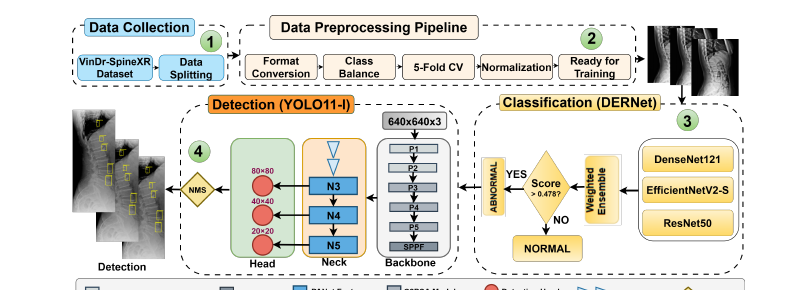 Data Collection
1
VinDr-SpineXR
Dataset
Data
Splitting
Data Preprocessing Pipeline
2
Format
Conversion
Class
Balance
5-Fold CV
Normalization
Ready for
Training
Classification (DERNet)
3
DenseNet121
EfficientNetV2-S
ResNet50
Weighted
Ensemble
Score
> 0.478?
YES
NO
ABNORMAL
NORMAL
Detection (YOLO11-l)
4
640x640x3
P1
P2
P3
P4
P5
SPPF
Backbone
N3
N4
N5
Neck
80×80
40×40
20×20
Head
NMS
Detection